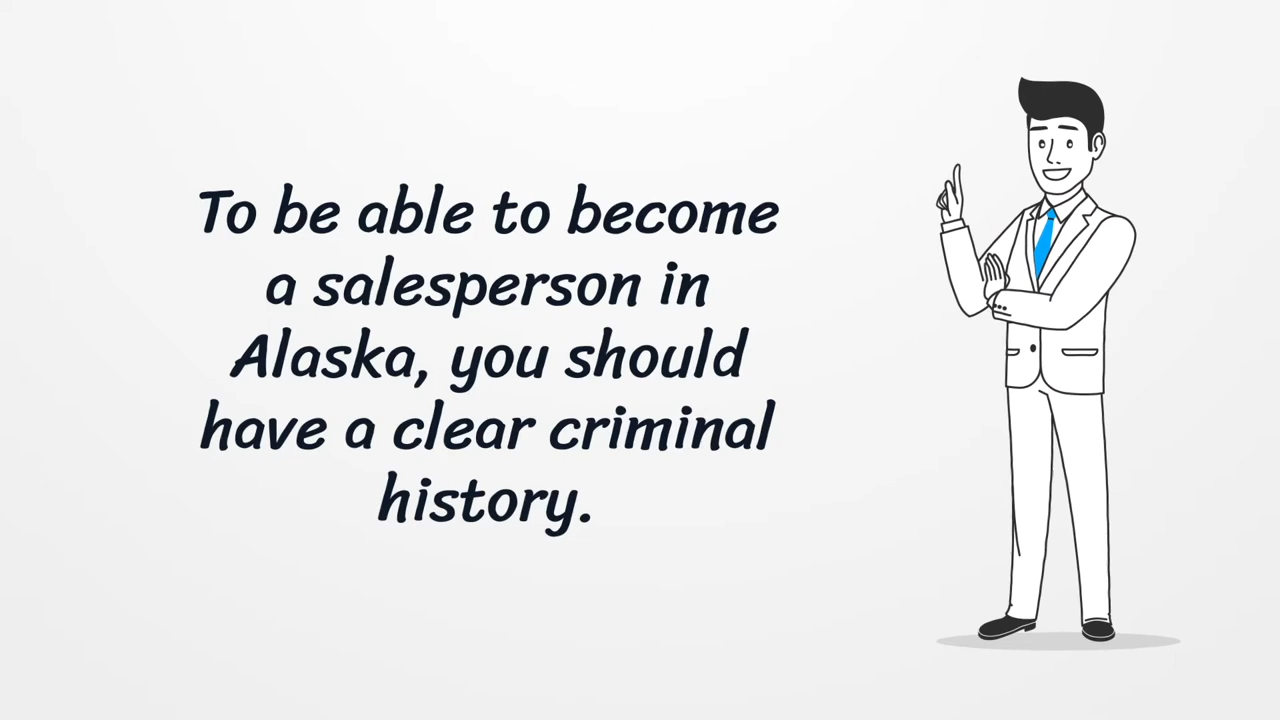 To be able to become
a salesperson in
Alaska, you should
have a clear criminal
history.